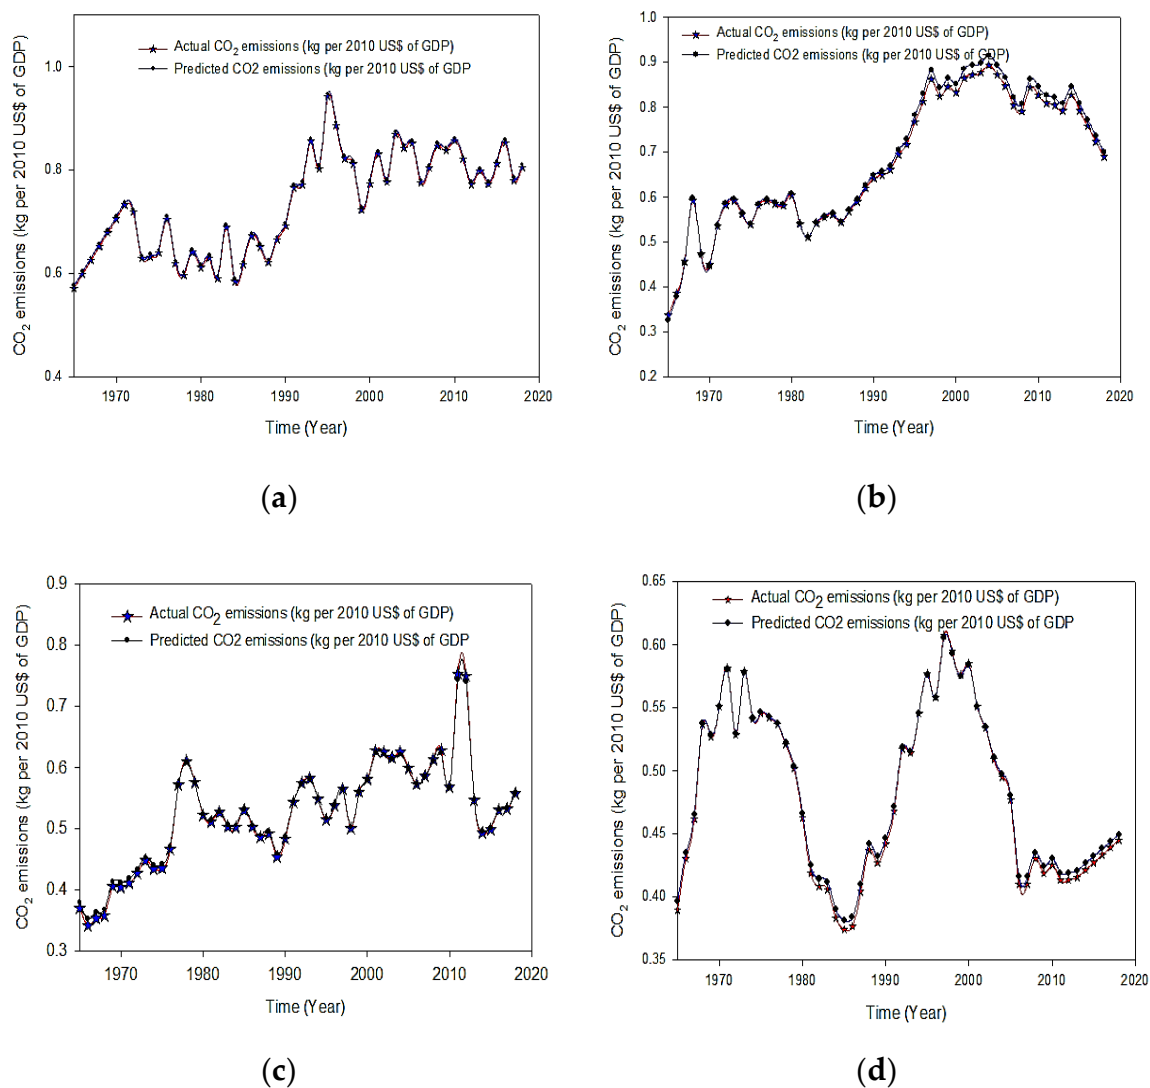 CO2 emissions (kg per 2010 US$ of GDP)
Actual CO2 emissions (kg per 2010 US$ of GDP)
Predicted CO2 emissions (kg per 2010 US$ of GDP
1.0
0.8
0.6
0.4
1970 1980 1990 2000 2010 2020
Time (Year)
(a)
CO2 emissions (kg per 2010 US$ of GDP)
Actual CO2 emissions (kg per 2010 US$ of GDP)
Predicted CO2 emissions (kg per 2010 US$ of GDP
1.0
0.9
0.8
0.7
0.6
0.5
0.4
0.3
0.2
1970 1980 1990 2000 2010 2020
Time (Year)
(b)
CO2 emissions (kg per 2010 US$ of GDP)
Actual CO2 emissions (kg per 2010 US$ of GDP)
Predicted CO2 emissions (kg per 2010 US$ of GDP
0.9
0.8
0.7
0.6
0.5
0.4
0.3
1970 1980 1990 2000 2010 2020
Time (Year)
(c)
CO2 emissions (kg per 2010 US$ of GDP)
Actual CO2 emissions (kg per 2010 US$ of GDP)
Predicted CO2 emissions (kg per 2010 US$ of GDP
0.65
0.60
0.55
0.50
0.45
0.40
0.35
1970 1980 1990 2000 2010 2020
Time (Year)
(d)